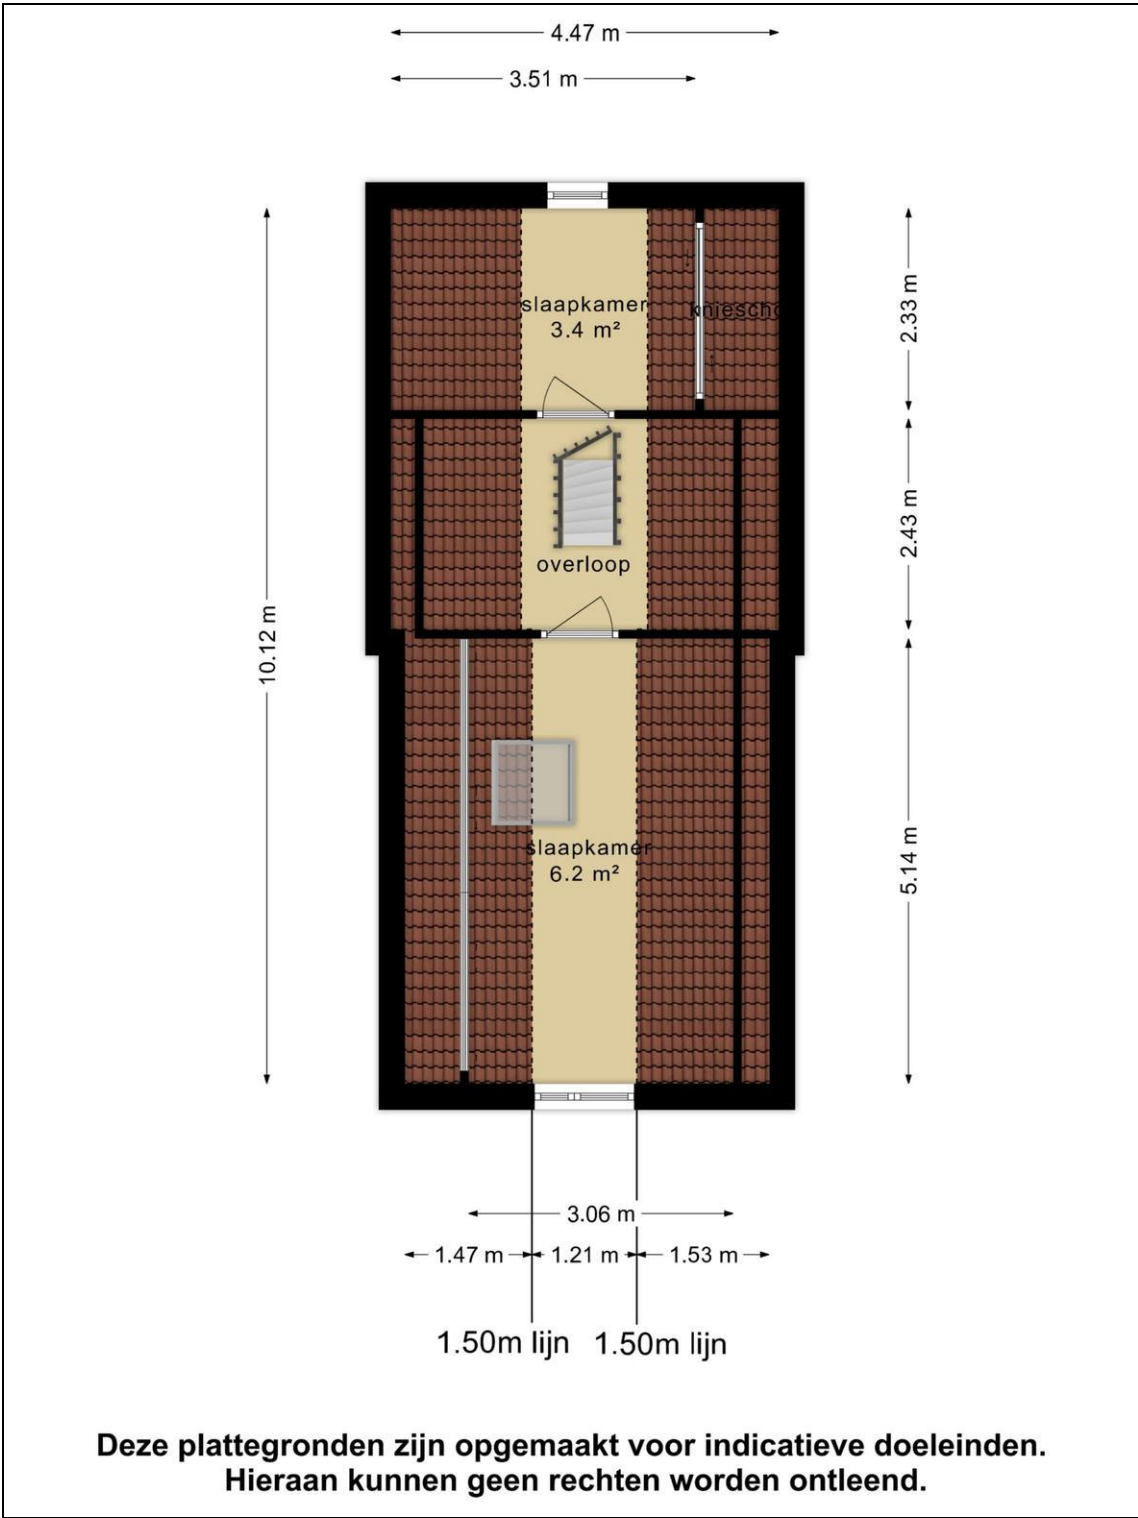 4.47 m
3.51 m
slaapkamer
3.4 m²
kniescho
2.33 m
2.43 m
overloop
10.12 m
5.14 m
slaapkamer
6.2 m²
3.06 m
1.47 m
1.21 m
1.53 m
1.50m lijn
1.50m lijn
Deze plattegronden zijn opgemaakt voor indicatieve doeleinden.
Hieraan kunnen geen rechten worden ontleend.